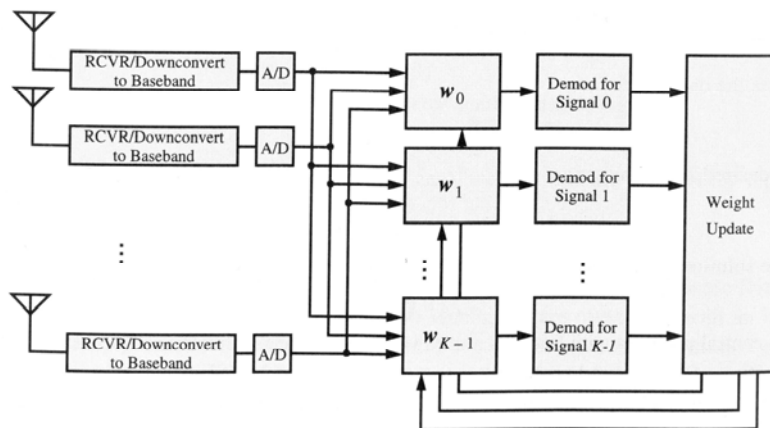 RCVR/Downconvert
to Baseband
A/D
w0
Demod for
Signal 0
RCVR/Downconvert
to Baseband
A/D
w1
Demod for
Signal 1
Weight
Update
RCVR/Downconvert
to Baseband
A/D
wK−1
Demod for
Signal K-1